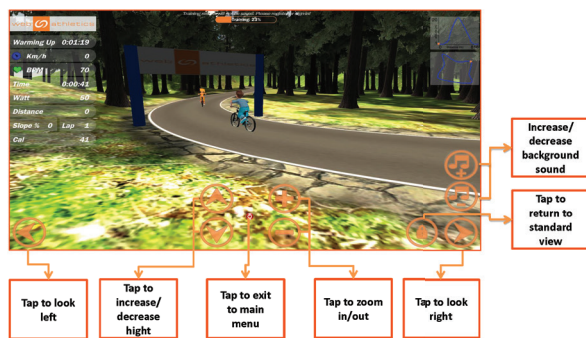 Training 23%
Warming Up 0:01:19
Km/h 0
BPM 70
Time 0:00:41
Watt 50
Distance 0
Slope % 0 Lap 1
Cal 41
Increase/
decrease
background
sound
Tap to
return to
standard
view
Tap to look
left
Tap to
increase/
decrease
hight
Tap to exit
to main
menu
Tap to zoom
in/out
Tap to look
right